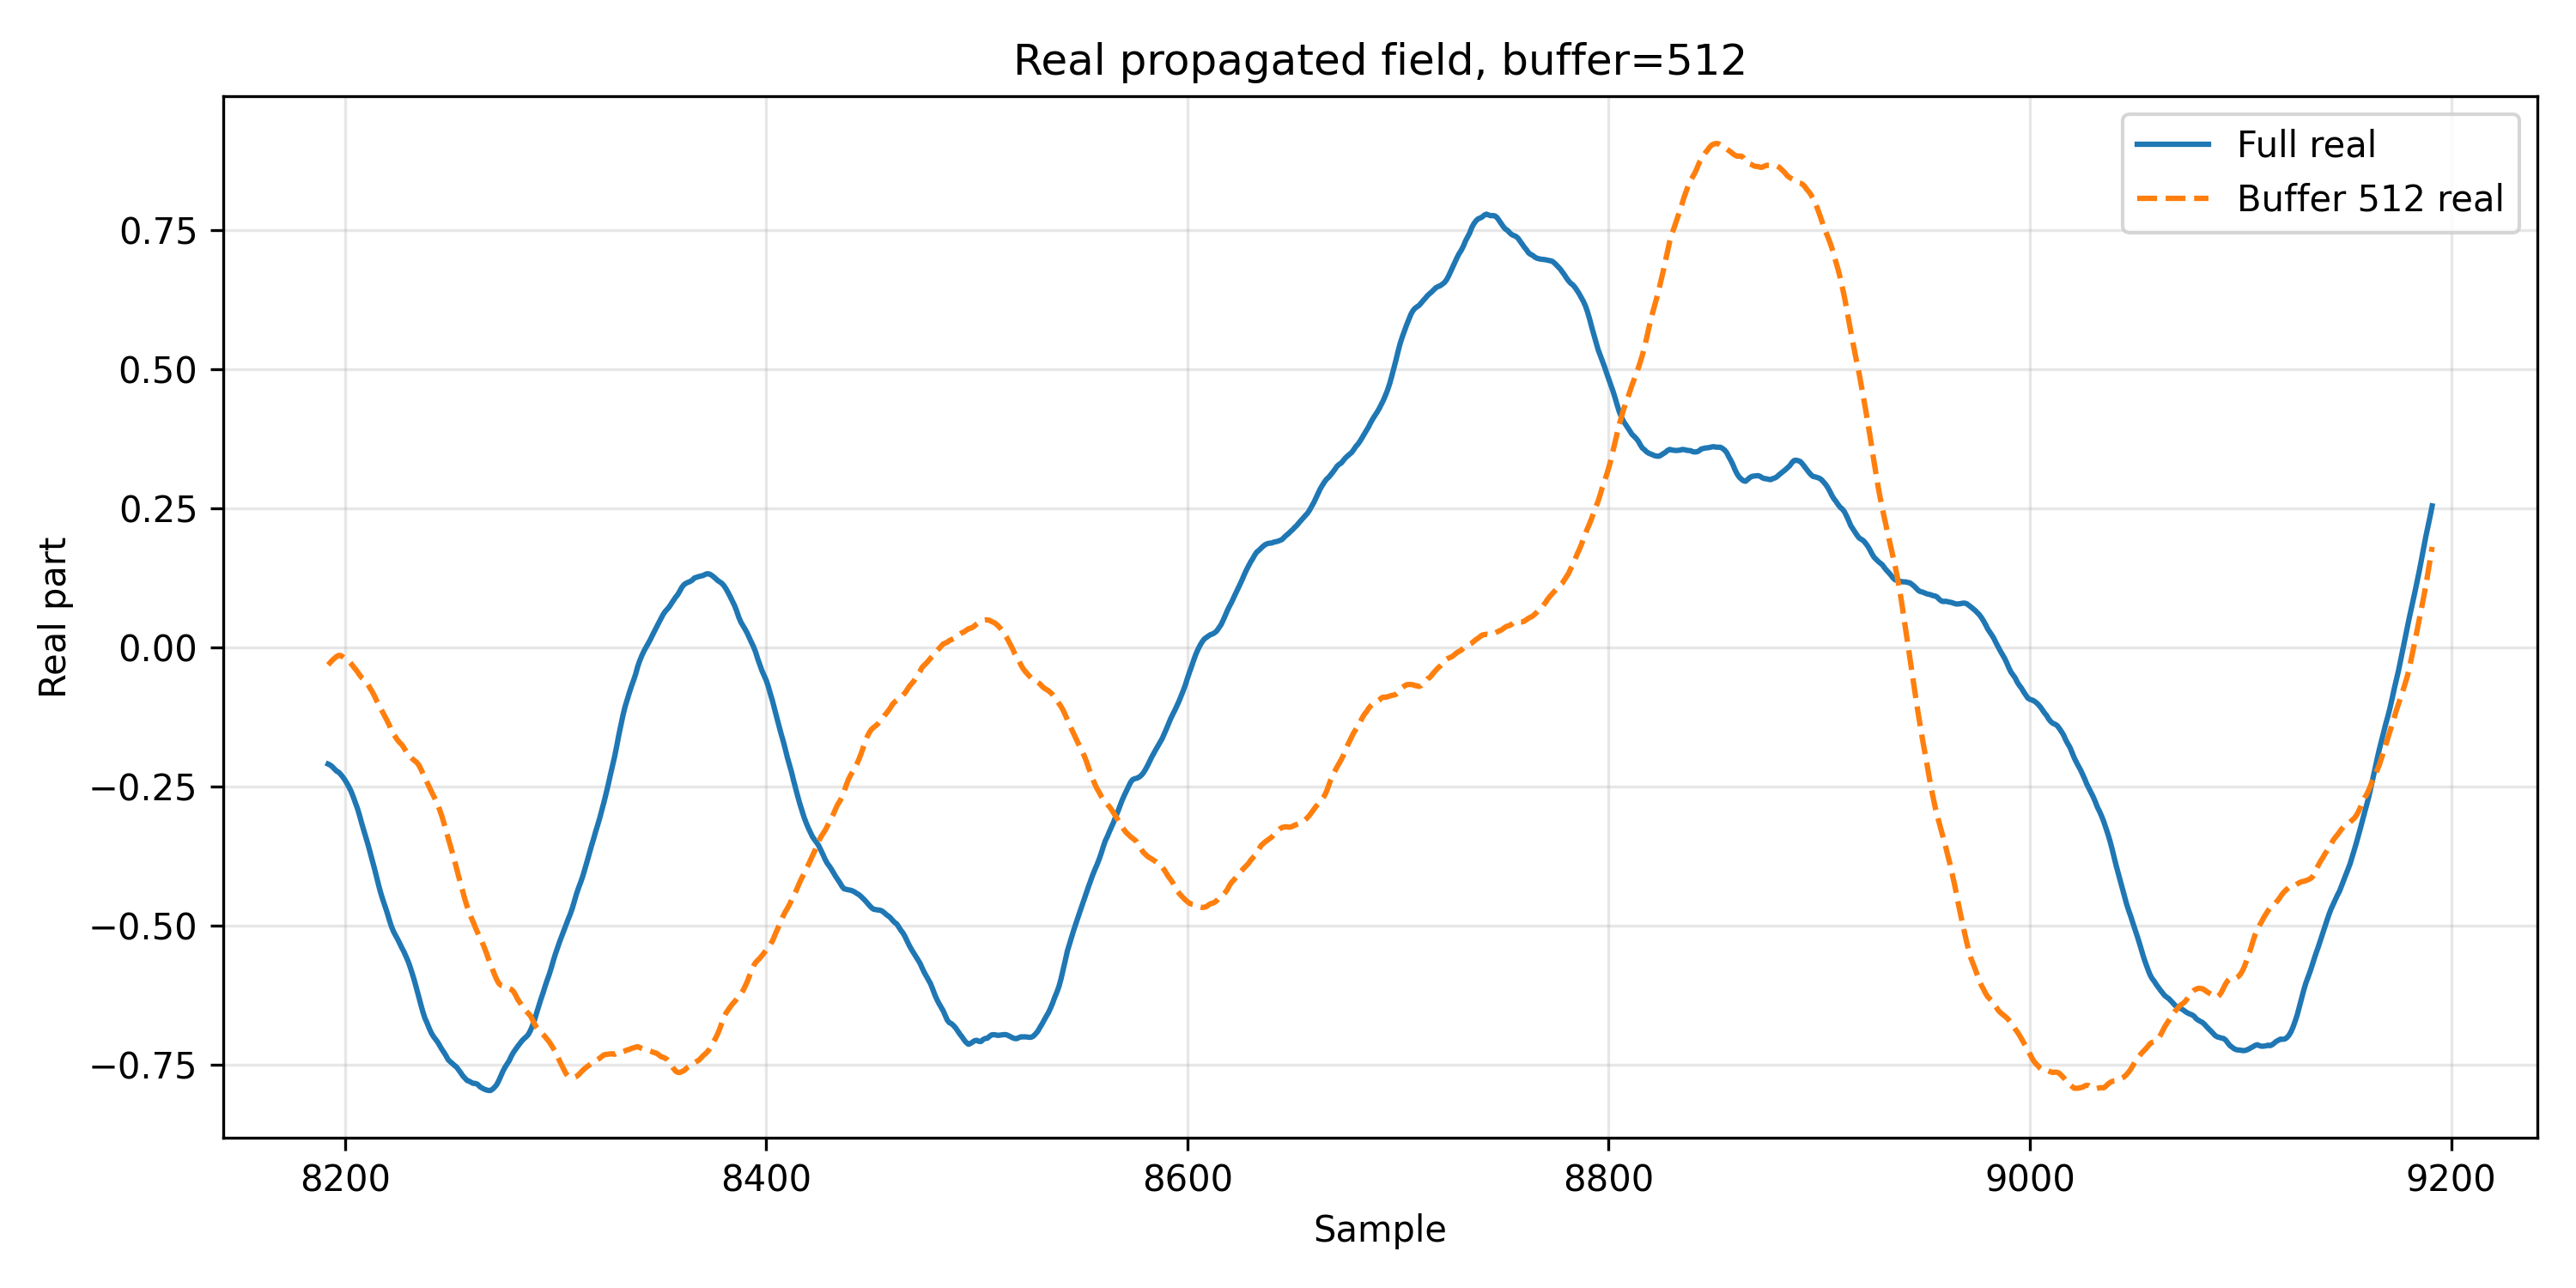 Real propagated field, buffer=512
Full real
Buffer 512 real
Real part
0.75
0.50
0.25
0.00
−0.25
−0.50
−0.75
8200 8400 8600 8800 9000 9200
Sample